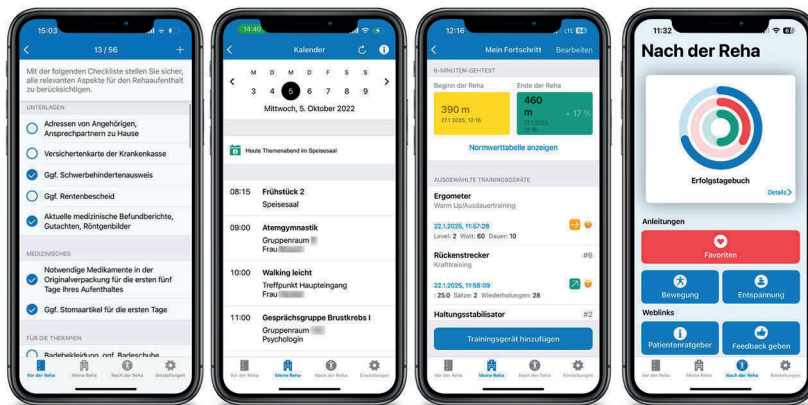 15:03
13 / 56
+
Mit der folgenden Checkliste stellen Sie sicher,
alle relevanten Aspekte für den Rehaaufenthalt
zu berücksichtigen.
UNTERLAGEN
Adressen von Angehörigen,
Ansprechpartnern zu Hause
Versichertenkarte der Krankenkasse
Ggf. Schwerbehindertenausweis
Ggf. Rentenbescheid
Aktuelle medizinische Befundberichte,
Gutachten, Röntgenbilder
MEDIZINISCHES
Notwendige Medikamente in der
Originalverpackung für die ersten fünf
Tage Ihres Aufenthaltes
Ggf. Stomaartikel für die ersten Tage
FÜR DIE THERAPIEN
Badebekleidung, ggf. Badeschuhe
Vor der Reha Meine Reha Nach der Reha Einstellungen
14:40
Kalender
M D M D F S S
3 4 5 6 7 8 9
Mittwoch, 5. Oktober 2022
Heute Themenabend im Speisesaal
08:15 Frühstück 2
Speisesaal
09:00 Atemgymnastik
Gruppenraum
Frau
10:00 Walking leicht
Treffpunkt Haupteingang
Frau
11:00 Gesprächsgruppe Brustkrebs I
Gruppenraum
Psychologin
Vor der Reha Meine Reha Nach der Reha Einstellungen
12:16 LTE 64
Mein Fortschritt Bearbeiten
6-MINUTEN-GEHTEST
Beginn der Reha Ende der Reha
390 m 460
m + 17 %
27.1.2025, 12:16 27.1.2025,
12:16
Normwerttabelle anzeigen
AUSGEWÄHLTE TRAININGSGERÄTE
Ergometer
Warm Up/Ausdauertraining
22.1.2025, 11:57:28
Level: 2 Watt: 60 Dauer: 10
Rückenstrecker #6
Krafttraining
22.1.2025, 11:58:09
: 25.0 Sätze: 2 Wiederholungen: 28
Haltungsstabilisator #2
Trainingsgerät hinzufügen
Vor der Reha Meine Reha Nach der Reha Einstellungen
11:32
Nach der Reha
Erfolgstagebuch
Details
Anleitungen
Favoriten
Bewegung Entspannung
Weblinks
Patientenratgeber Feedback geben
Vor der Reha Meine Reha Nach der Reha Einstellungen